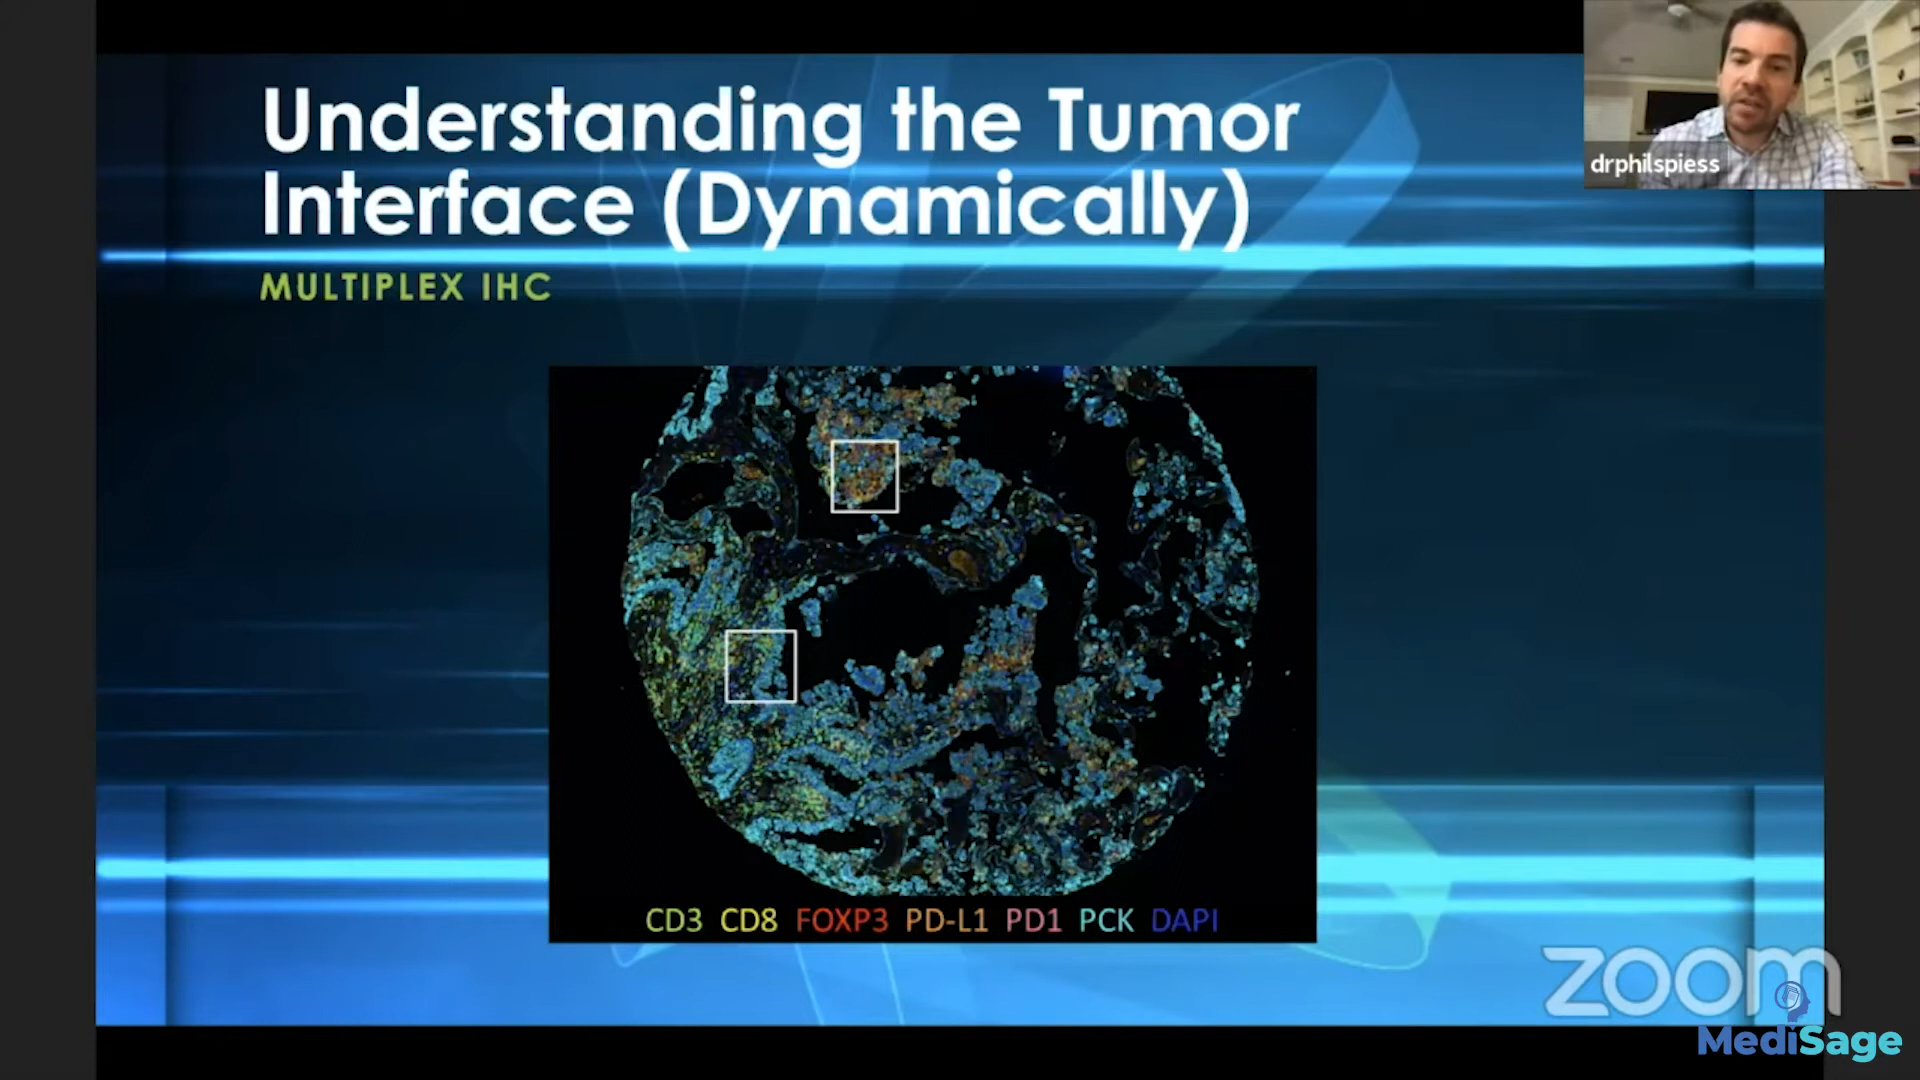 Understanding the Tumor
Interface (Dynamically)
MULTIPLEX IHC
drphilspiess
CD3 CD8 FOXP3 PD-L1 PD1 PCK DAPI
zoom
MediSage